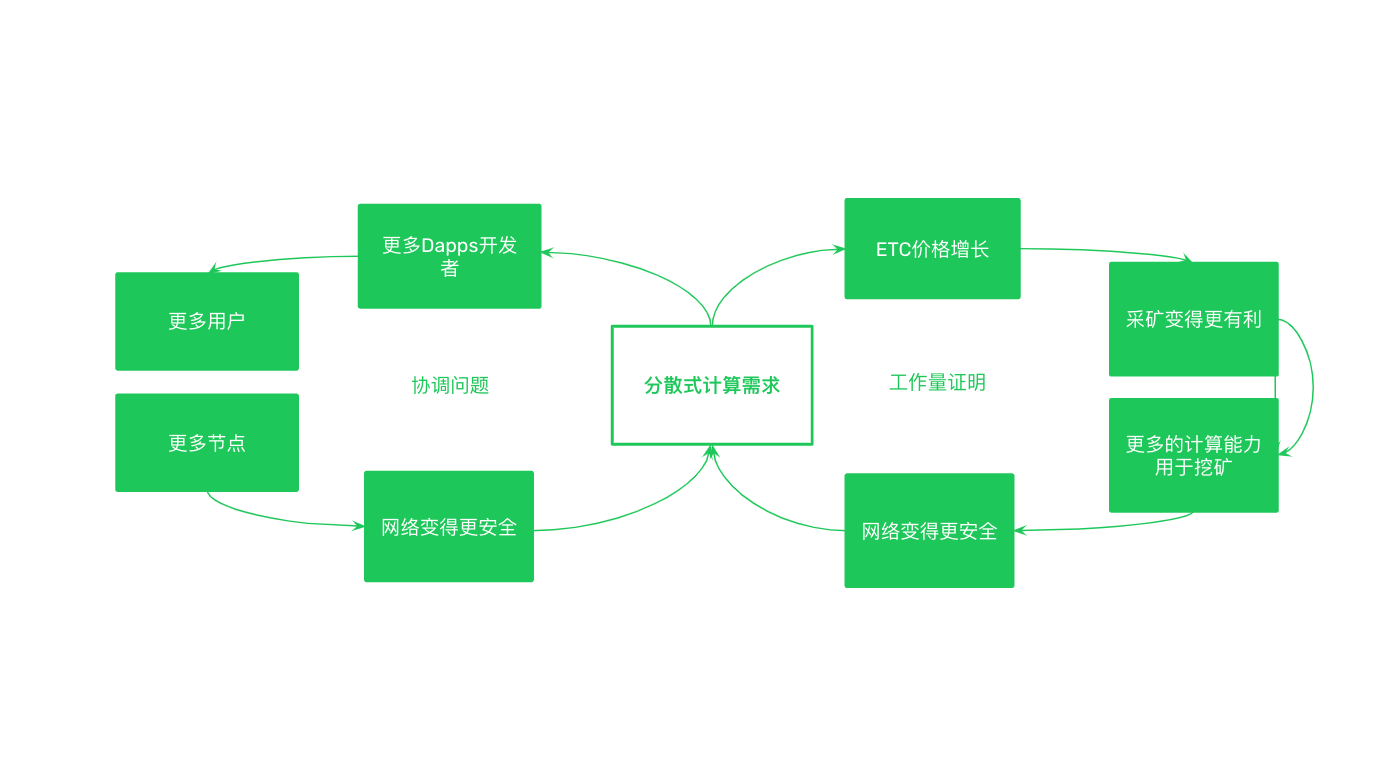 更多Dapps开发
者
ETC价格增长
更多用户
采矿变得更有利
协调问题
分散式计算需求
工作量证明
更多节点
更多的计算能力
用于挖矿
网络变得更安全
网络变得更安全